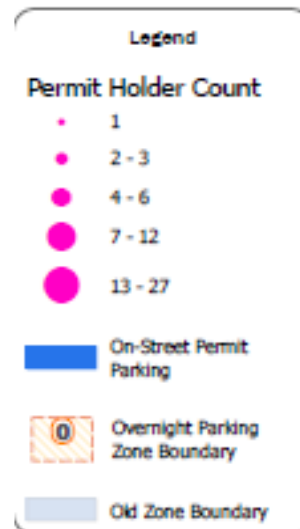 Legend
Permit Holder Count
1
2 - 3
4 - 6
7 - 12
13 - 27
On-Street Permit
Parking
0
Overnight Parking
Zone Boundary
Old Zone Boundary